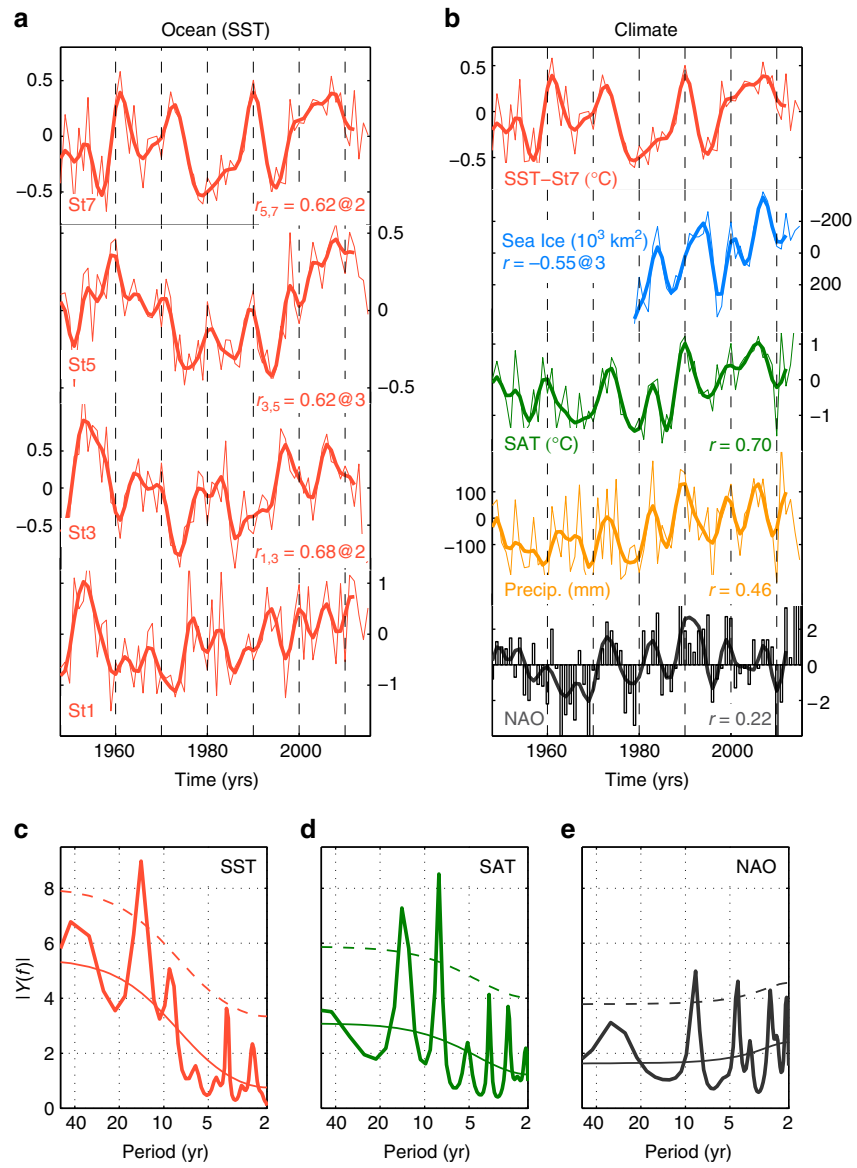 a
Ocean (SST)
0.5
0
−0.5
St7
r5,7 = 0.62@2
0.5
0
−0.5
St5
r3,5 = 0.62@3
0.5
0
−0.5
St3
r1,3 = 0.68@2
1
0
−1
St1
1960 1980 2000
Time (yrs)
b
Climate
0.5
0
−0.5
SST−St7 (°C)
Sea Ice (10³ km²)
r = −0.55@3
−200
0
200
1
0
−1
SAT (°C)
r = 0.70
100
0
−100
Precip. (mm)
r = 0.46
2
0
−2
NAO
r = 0.22
1960 1980 2000
Time (yrs)
c
SST
|Y(f)|
8
6
4
2
0
40 20 10 5 2
Period (yr)
d
SAT
40 20 10 5 2
Period (yr)
e
NAO
40 20 10 5 2
Period (yr)